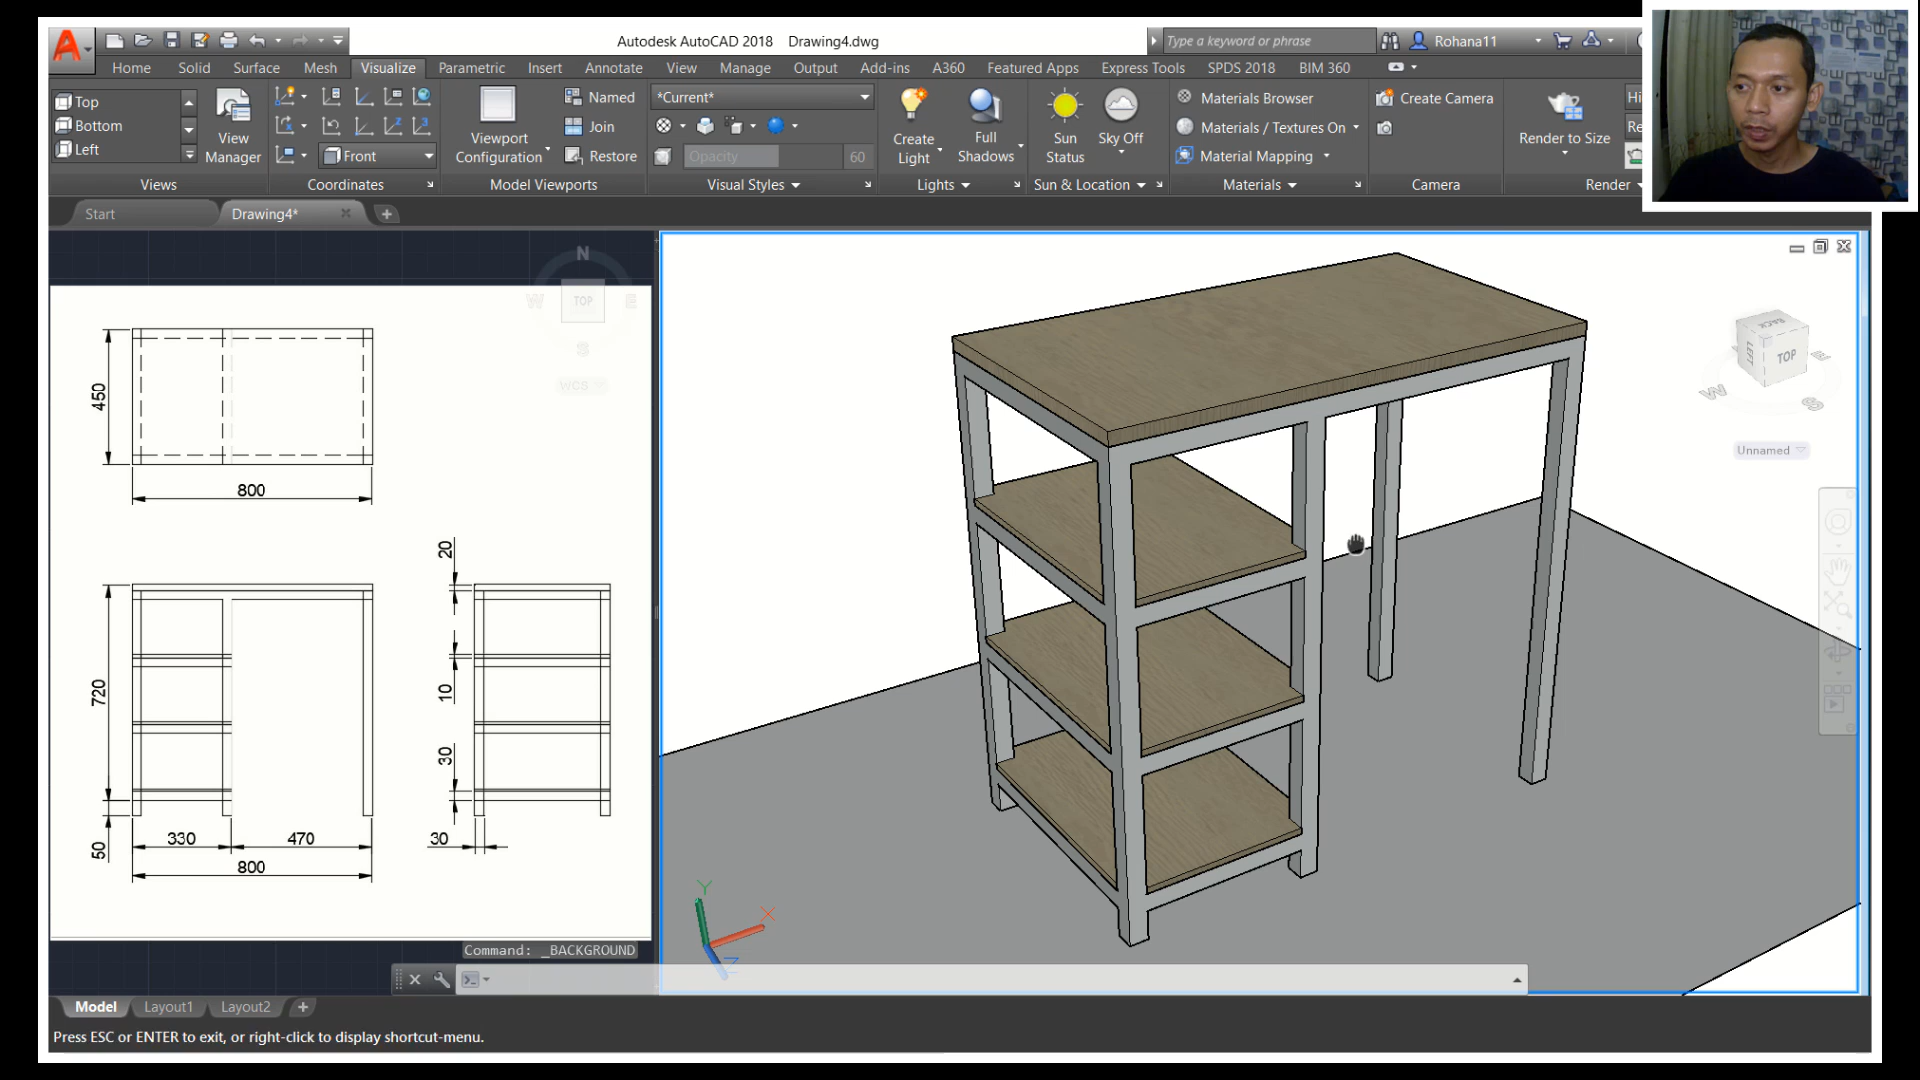 Autodesk AutoCAD 2018 Drawing4.dwg
Type a keyword or phrase
Rohana11
Home Solid Surface Mesh Visualize Parametric Insert Annotate View Manage Output Add-ins A360 Featured Apps Express Tools SPDS 2018 BIM 360
Top
Bottom
Left
View
Manager
Front
Viewport
Configuration
Named
Join
Restore
*Current*
Opacity 60
Create
Light
Full
Shadows
Sun
Status
Sky Off
Materials Browser
Materials / Textures On
Material Mapping
Create Camera
Render to Size
Hi
Re
Views Coordinates Model Viewports Visual Styles Lights Sun & Location Materials Camera Render
Start Drawing4* +
N
W TOP E
S
WCS
450
800
20
720
10
30
330 470
30
50
800
BACK
LEFT TOP
E
W
S
Unnamed
Y
X
Z
Command: _BACKGROUND
Model Layout1 Layout2 +
Press ESC or ENTER to exit, or right-click to display shortcut-menu.